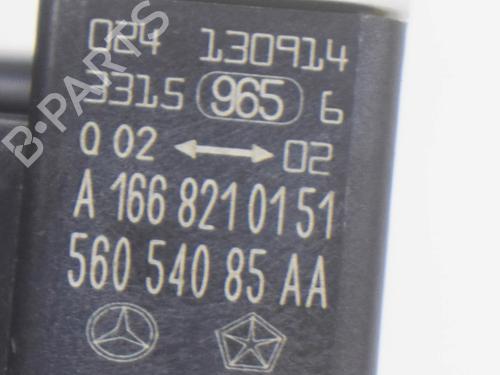 024 130914
3315 965 6
Q 02 ↔ 02
A 166 821 01 51
560 540 85 AA
B-PARTS